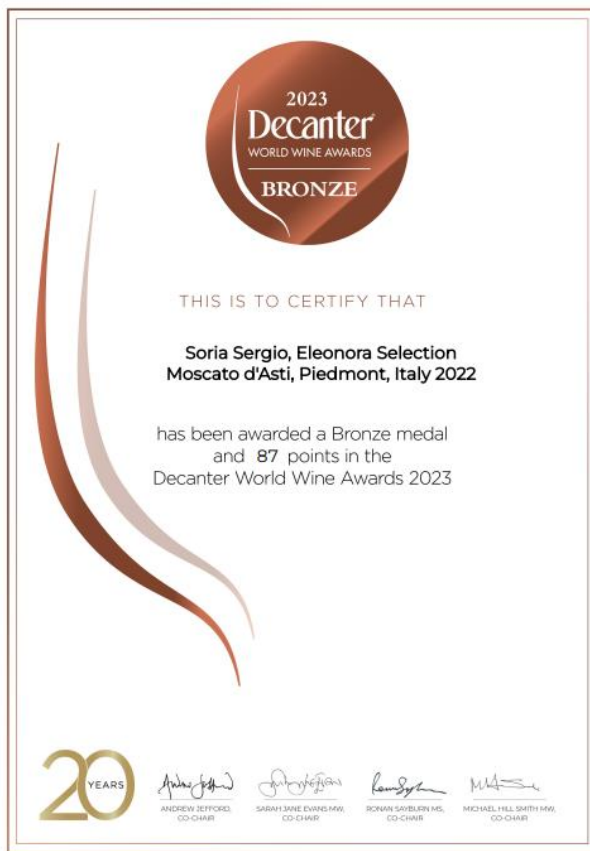 2023
Decanter
WORLD WINE AWARDS
BRONZE
THIS IS TO CERTIFY THAT
Soria Sergio, Eleonora Selection
Moscato d'Asti, Piedmont, Italy 2022
has been awarded a Bronze medal
and 87 points in the
Decanter World Wine Awards 2023
20 YEARS
ANDREW JEFFORD,
CO-CHAIR
SARAH JANE EVANS MW,
CO-CHAIR
RONAN SAYBURN MS,
CO-CHAIR
MICHAEL HILL SMITH MW,
CO-CHAIR